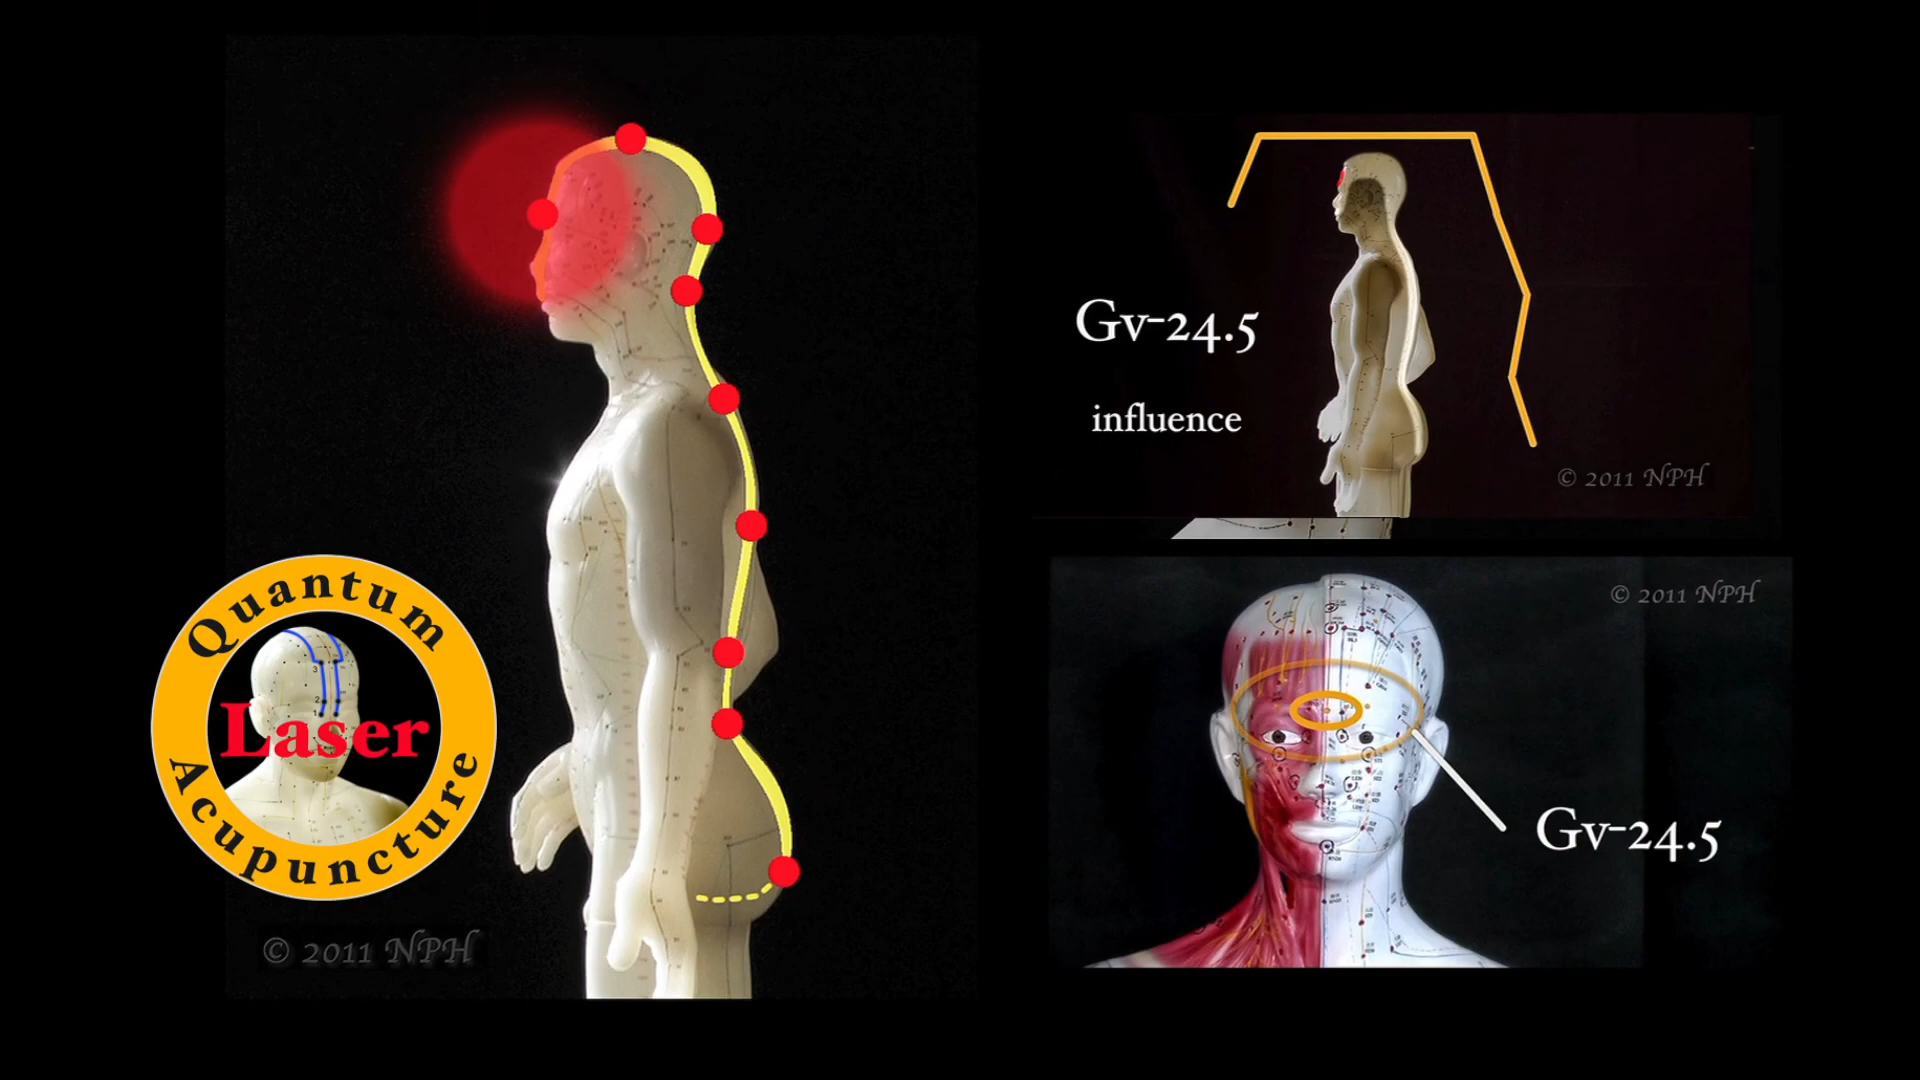 Quantum
Laser
Acupuncture
© 2011 NPH
Gv-24.5
influence
© 2011 NPH
© 2011 NPH
Gv-24.5